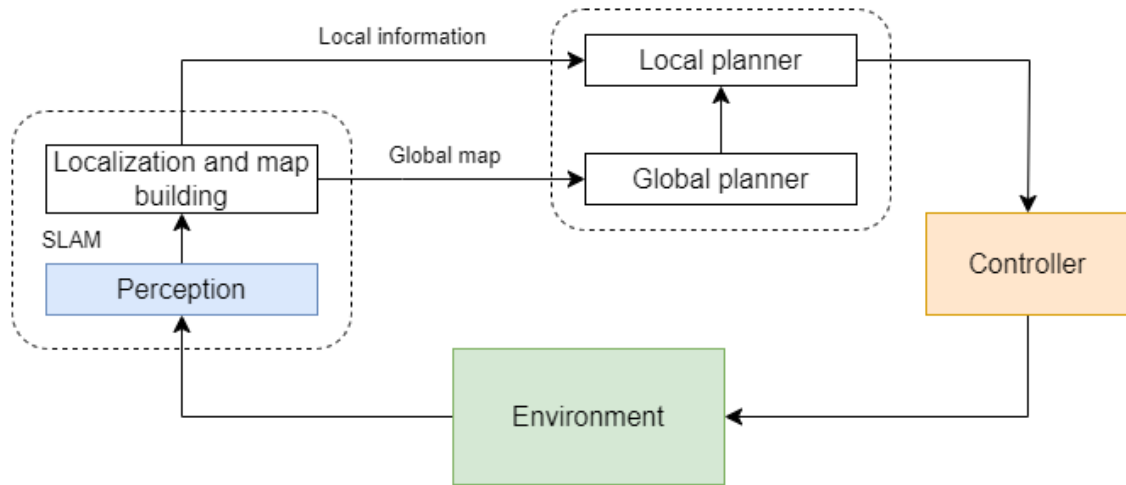 Local information
Local planner
Localization and map
building
Global map
Global planner
SLAM
Perception
Controller
Environment